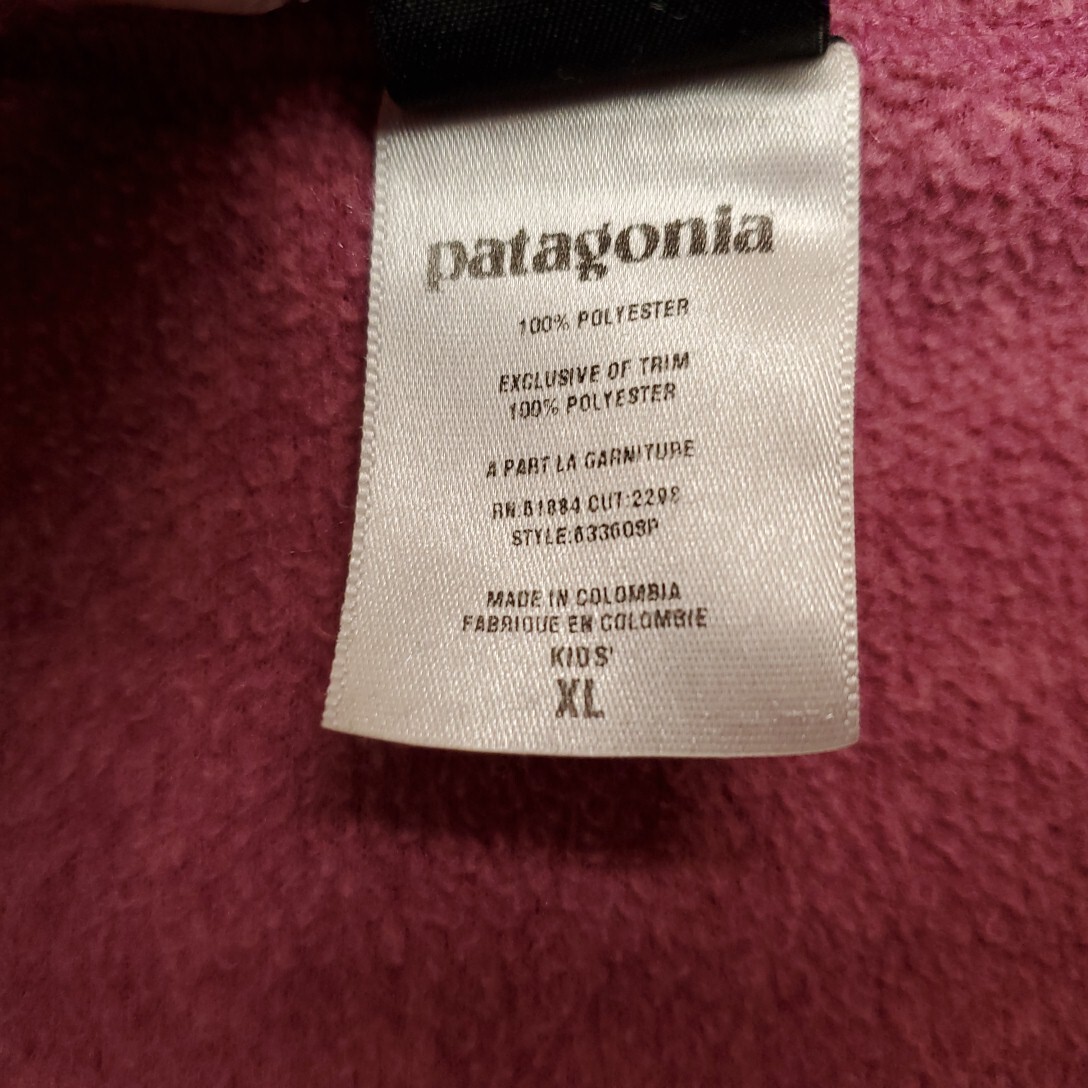 patagonia
100% POLYESTER
EXCLUSIVE OF TRIM
100% POLYESTER
A PART LA GARNITURE
RN:51884 CUT:2298
STYLE:63360SP
MADE IN COLOMBIA
FABRIQUE EN COLOMBIE
KIDS'
XL